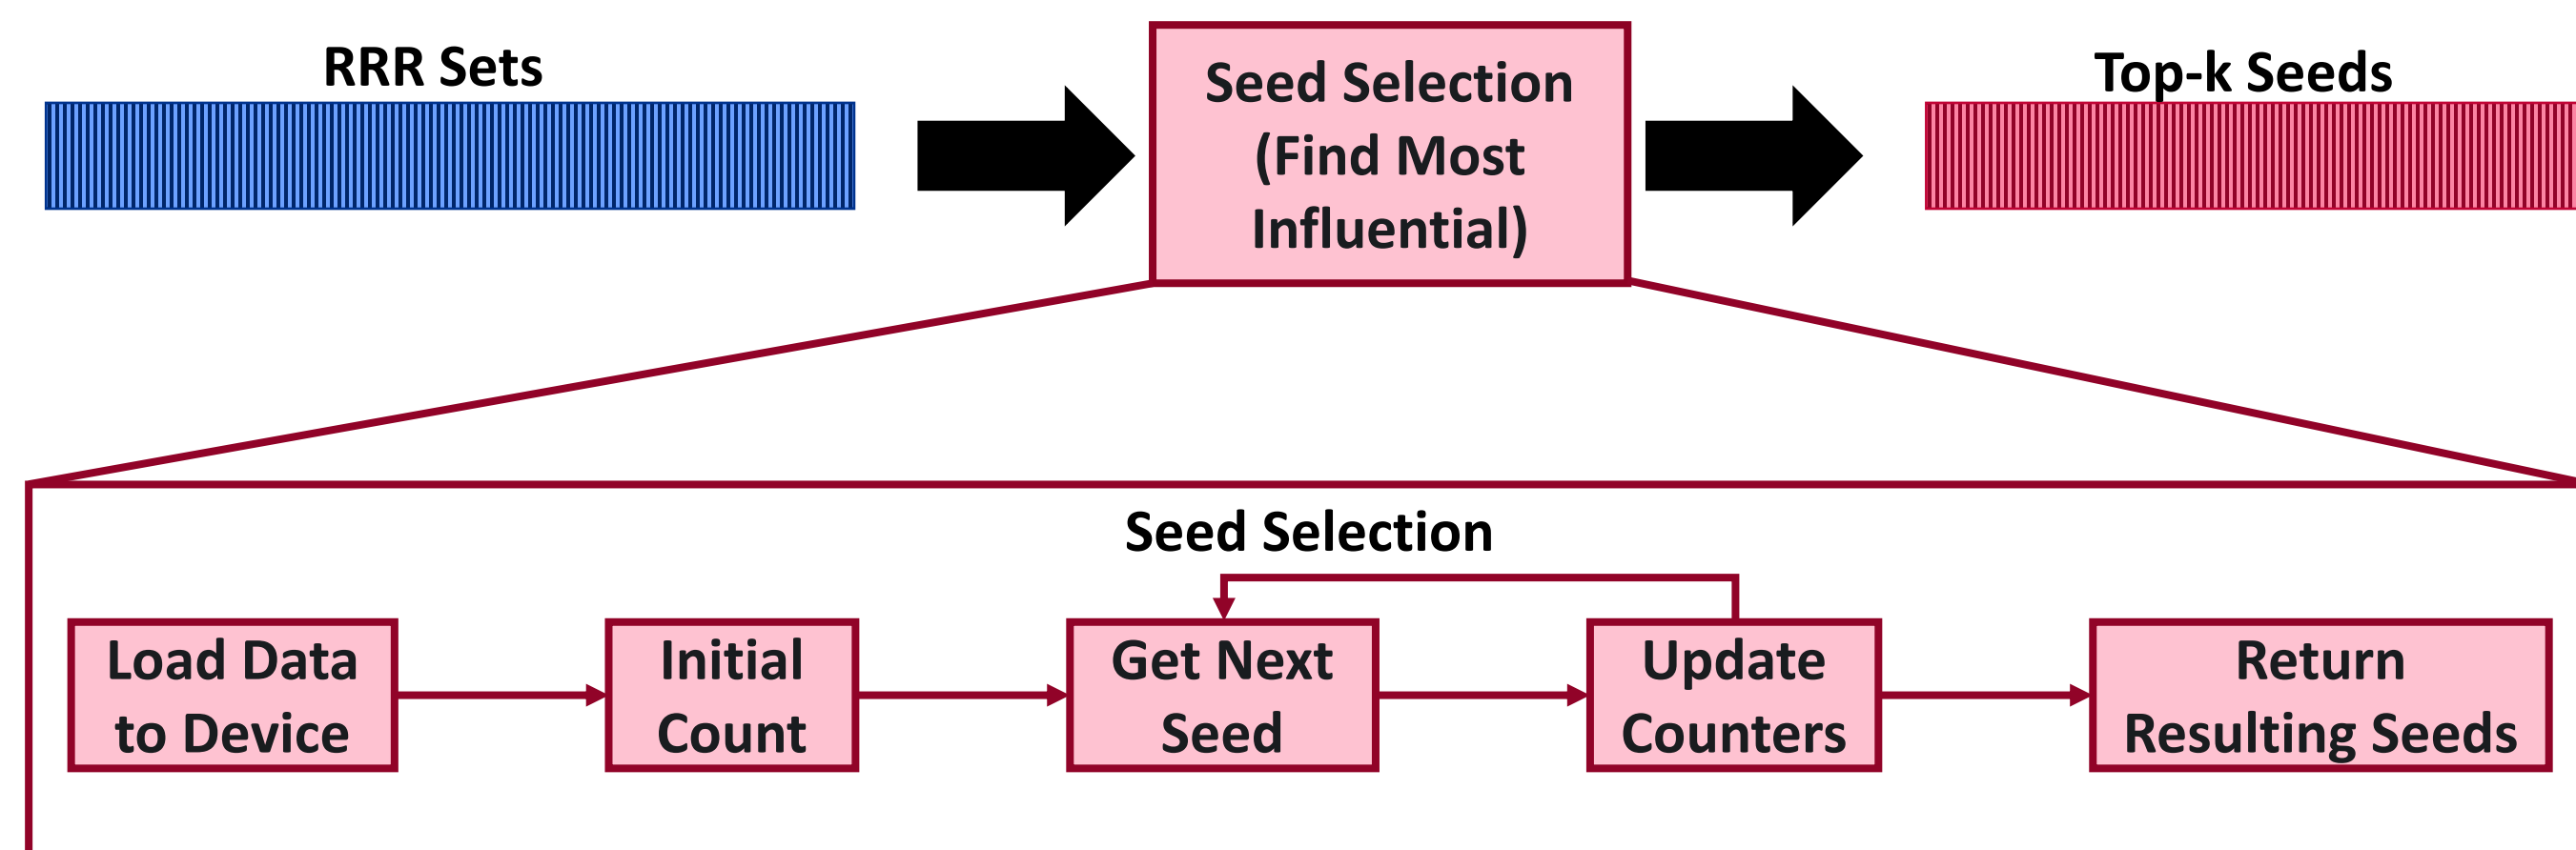 RRR Sets
Seed Selection
(Find Most
Influential)
Top-k Seeds
Seed Selection
Load Data
to Device
Initial
Count
Get Next
Seed
Update
Counters
Return
Resulting Seeds